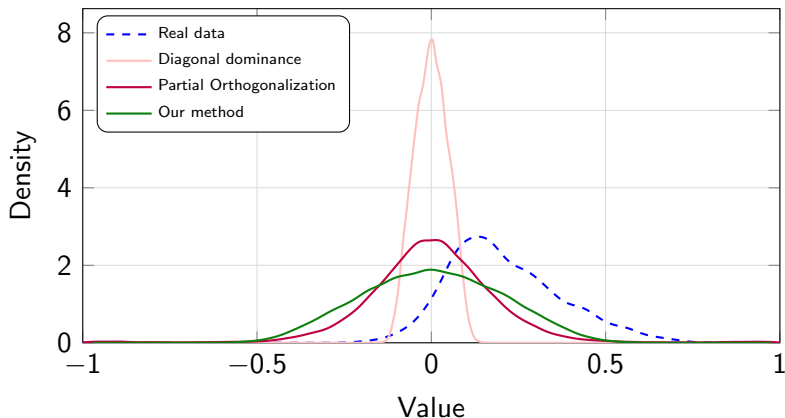 Real data
Diagonal dominance
Partial Orthogonalization
Our method
8
6
4
2
0
Density
−1
−0.5
0
0.5
1
Value